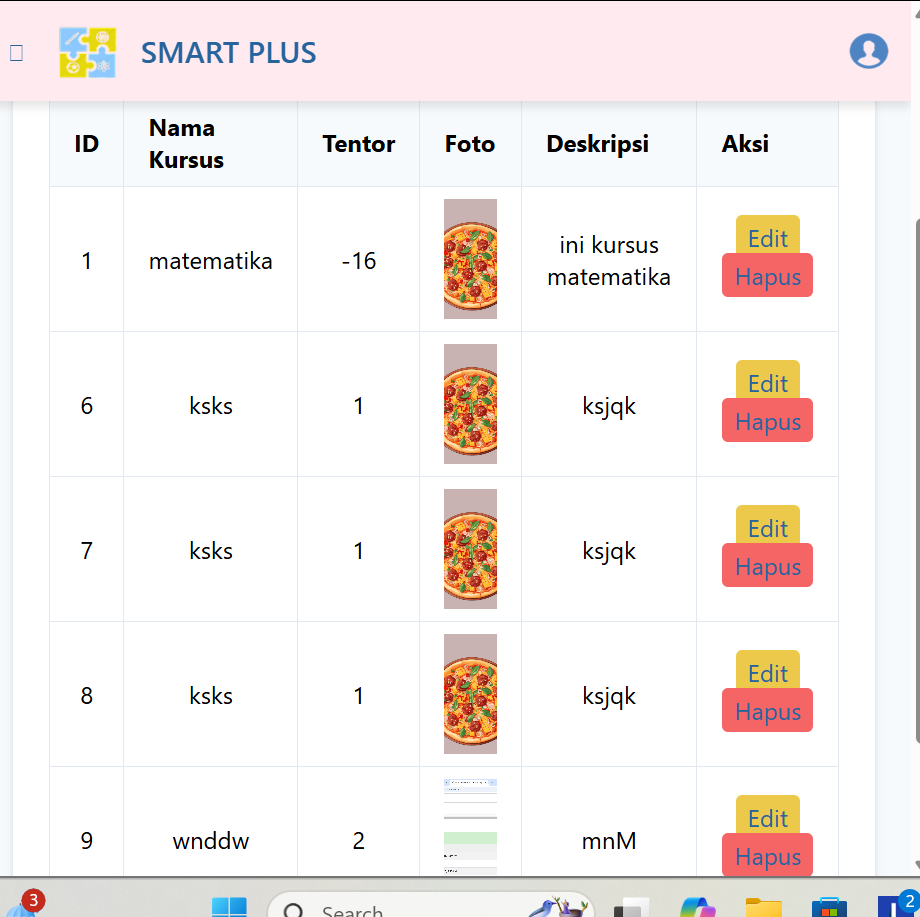 SMART PLUS
ID
Nama
Kursus
Tentor
Foto
Deskripsi
Aksi
1
matematika
-16
ini kursus
matematika
Edit
Hapus
6
ksks
1
ksjqk
Edit
Hapus
7
ksks
1
ksjqk
Edit
Hapus
8
ksks
1
ksjqk
Edit
Hapus
9
wnddw
2
mnM
Edit
Hapus
3
Search
2